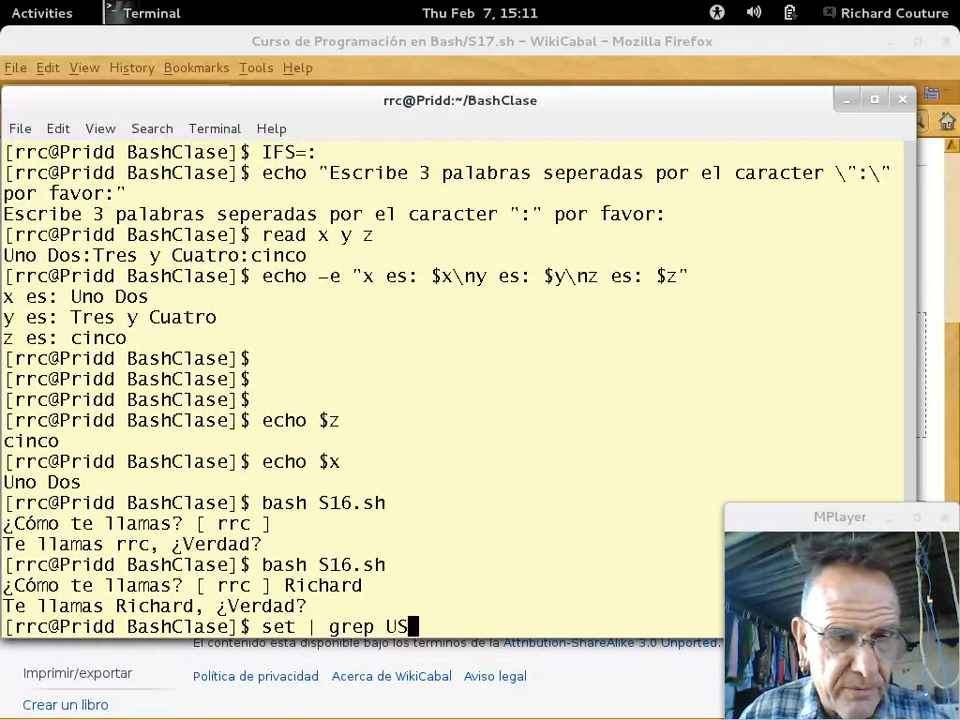 Activities Terminal Thu Feb 7, 15:11 Richard Couture
Curso de Programación en Bash/S17.sh - WikiCabal - Mozilla Firefox
File Edit View History Bookmarks Tools Help
rrc@Pridd:~/BashClase
File Edit View Search Terminal Help
[rrc@Pridd BashClase]$ IFS=:
[rrc@Pridd BashClase]$ echo "Escribe 3 palabras seperadas por el caracter \":\"
por favor:"
Escribe 3 palabras seperadas por el caracter ":" por favor:
[rrc@Pridd BashClase]$ read x y z
Uno Dos:Tres y Cuatro:cinco
[rrc@Pridd BashClase]$ echo -e "x es: $x\ny es: $y\nz es: $z"
x es: Uno Dos
y es: Tres y Cuatro
z es: cinco
[rrc@Pridd BashClase]$
[rrc@Pridd BashClase]$
[rrc@Pridd BashClase]$
[rrc@Pridd BashClase]$ echo $z
cinco
[rrc@Pridd BashClase]$ echo $x
Uno Dos
[rrc@Pridd BashClase]$ bash S16.sh
¿Cómo te llamas? [ rrc ]
Te llamas rrc, ¿Verdad?
[rrc@Pridd BashClase]$ bash S16.sh
¿Cómo te llamas? [ rrc ] Richard
Te llamas Richard, ¿Verdad?
[rrc@Pridd BashClase]$ set | grep US
MPlayer
El contenido está disponible bajo los términos de la Attribution-ShareAlike 3.0 Unported.
Imprimir/exportar
Política de privacidad Acerca de WikiCabal Aviso legal
Crear un libro